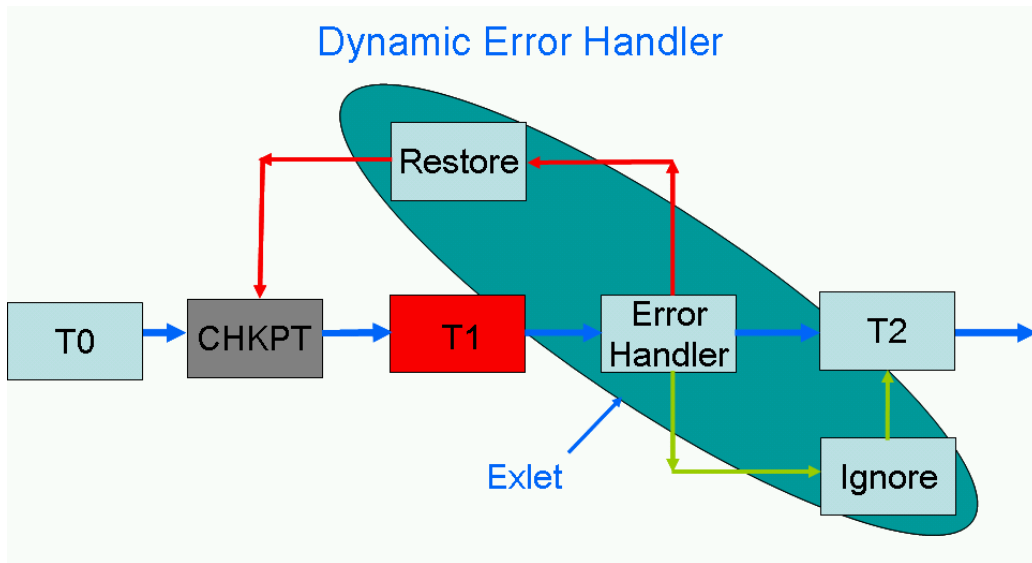 Dynamic Error Handler
Restore
T0
CHKPT
T1
Error
Handler
T2
Exlet
Ignore